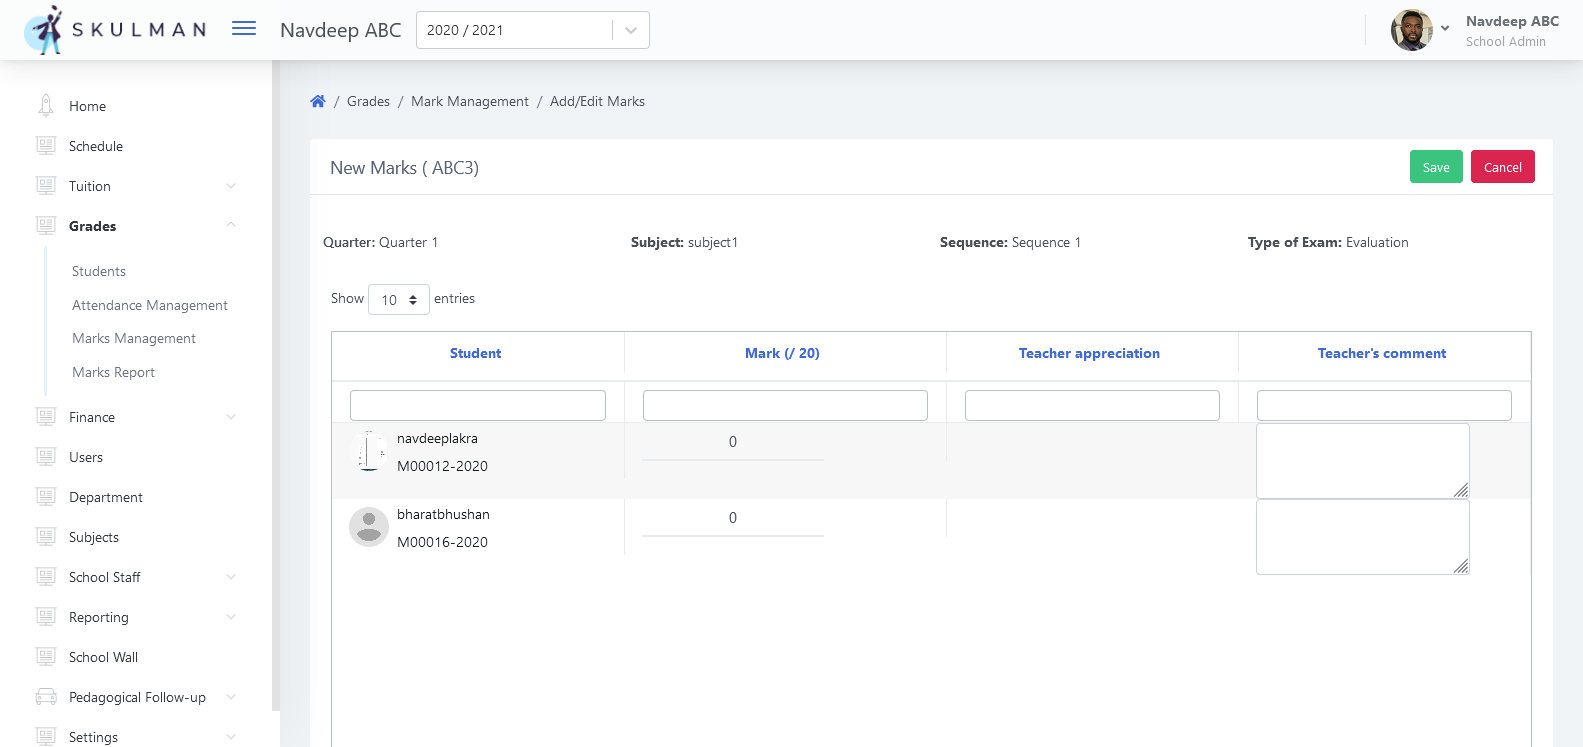 SKULMAN
Navdeep ABC
2020 / 2021
Navdeep ABC
School Admin
Home
Schedule
Tuition
Grades
Students
Attendance Management
Marks Management
Marks Report
Finance
Users
Department
Subjects
School Staff
Reporting
School Wall
Pedagogical Follow-up
Settings
/ Grades / Mark Management / Add/Edit Marks
New Marks ( ABC3)
Save
Cancel
Quarter: Quarter 1
Subject: subject1
Sequence: Sequence 1
Type of Exam: Evaluation
Show 10 entries
Student
Mark (/ 20)
Teacher appreciation
Teacher's comment
navdeeplakra
M00012-2020
0
bharatbhushan
M00016-2020
0